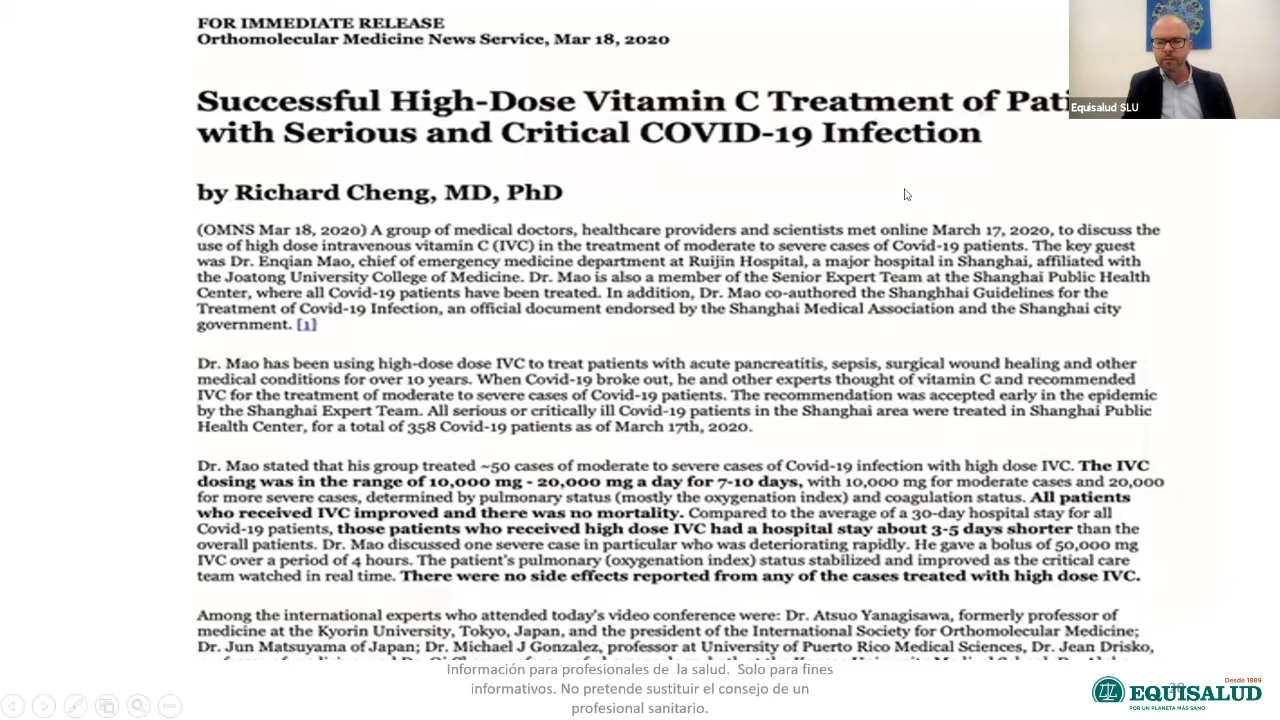 FOR IMMEDIATE RELEASE
Orthomolecular Medicine News Service, Mar 18, 2020
Successful High-Dose Vitamin C Treatment of Pati
with Serious and Critical COVID-19 Infection
by Richard Cheng, MD, PhD
(OMNS Mar 18, 2020) A group of medical doctors, healthcare providers and scientists met online March 17, 2020, to discuss the
use of high dose intravenous vitamin C (IVC) in the treatment of moderate to severe cases of Covid-19 patients. The key guest
was Dr. Enqian Mao, chief of emergency medicine department at Ruijin Hospital, a major hospital in Shanghai, affiliated with
the Joatong University College of Medicine. Dr. Mao is also a member of the Senior Expert Team at the Shanghai Public Health
Center, where all Covid-19 patients have been treated. In addition, Dr. Mao co-authored the Shanghhai Guidelines for the
Treatment of Covid-19 Infection, an official document endorsed by the Shanghai Medical Association and the Shanghai city
government. [1]
Dr. Mao has been using high-dose dose IVC to treat patients with acute pancreatitis, sepsis, surgical wound healing and other
medical conditions for over 10 years. When Covid-19 broke out, he and other experts thought of vitamin C and recommended
IVC for the treatment of moderate to severe cases of Covid-19 patients. The recommendation was accepted early in the epidemic
by the Shanghai Expert Team. All serious or critically ill Covid-19 patients in the Shanghai area were treated in Shanghai Public
Health Center, for a total of 358 Covid-19 patients as of March 17th, 2020.
Dr. Mao stated that his group treated ~50 cases of moderate to severe cases of Covid-19 infection with high dose IVC. The IVC
dosing was in the range of 10,000 mg - 20,000 mg a day for 7-10 days, with 10,000 mg for moderate cases and 20,000
for more severe cases, determined by pulmonary status (mostly the oxygenation index) and coagulation status. All patients
who received IVC improved and there was no mortality. Compared to the average of a 30-day hospital stay for all
Covid-19 patients, those patients who received high dose IVC had a hospital stay about 3-5 days shorter than the
overall patients. Dr. Mao discussed one severe case in particular who was deteriorating rapidly. He gave a bolus of 50,000 mg
IVC over a period of 4 hours. The patient's pulmonary (oxygenation index) status stabilized and improved as the critical care
team watched in real time. There were no side effects reported from any of the cases treated with high dose IVC.
Among the international experts who attended today's video conference were: Dr. Atsuo Yanagisawa, formerly professor of
medicine at the Kyorin University, Tokyo, Japan, and the president of the International Society for Orthomolecular Medicine;
Dr. Jun Matsuyama of Japan; Dr. Michael J Gonzalez, professor at University of Puerto Rico Medical Sciences, Dr. Jean Drisko,
Equisalud SLU
Información para profesionales de la salud. Solo para fines
informativos. No pretende sustituir el consejo de un
profesional sanitario.
Desde 1989
EQUISALUD
POR UN PLANETA MÁS SANO